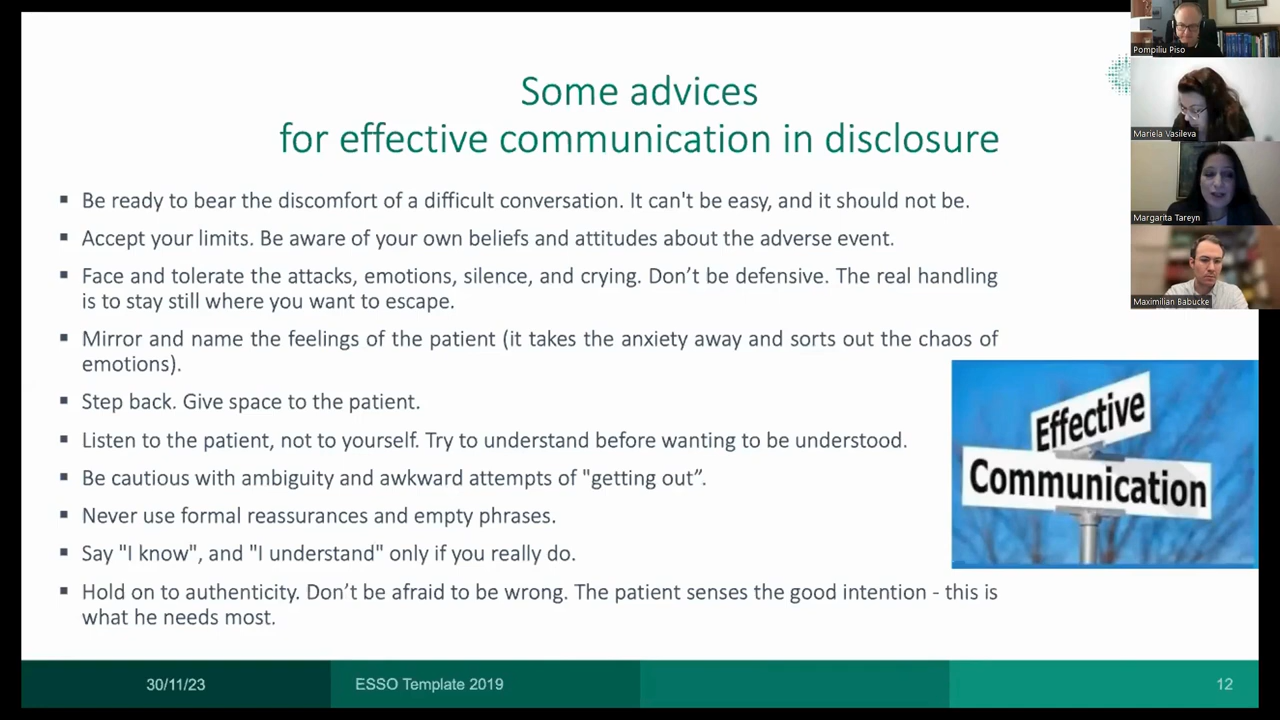 Some advices
for effective communication in disclosure
▪ Be ready to bear the discomfort of a difficult conversation. It can't be easy, and it should not be.
▪ Accept your limits. Be aware of your own beliefs and attitudes about the adverse event.
▪ Face and tolerate the attacks, emotions, silence, and crying. Don’t be defensive. The real handling
is to stay still where you want to escape.
▪ Mirror and name the feelings of the patient (it takes the anxiety away and sorts out the chaos of
emotions).
▪ Step back. Give space to the patient.
▪ Listen to the patient, not to yourself. Try to understand before wanting to be understood.
▪ Be cautious with ambiguity and awkward attempts of "getting out”.
▪ Never use formal reassurances and empty phrases.
▪ Say "I know", and "I understand" only if you really do.
▪ Hold on to authenticity. Don’t be afraid to be wrong. The patient senses the good intention - this is
what he needs most.
Effective
Communication
30/11/23
ESSO Template 2019
12
Pompiliu Piso
Mariela Vasileva
Margarita Tareyn
Maximilian Babucke